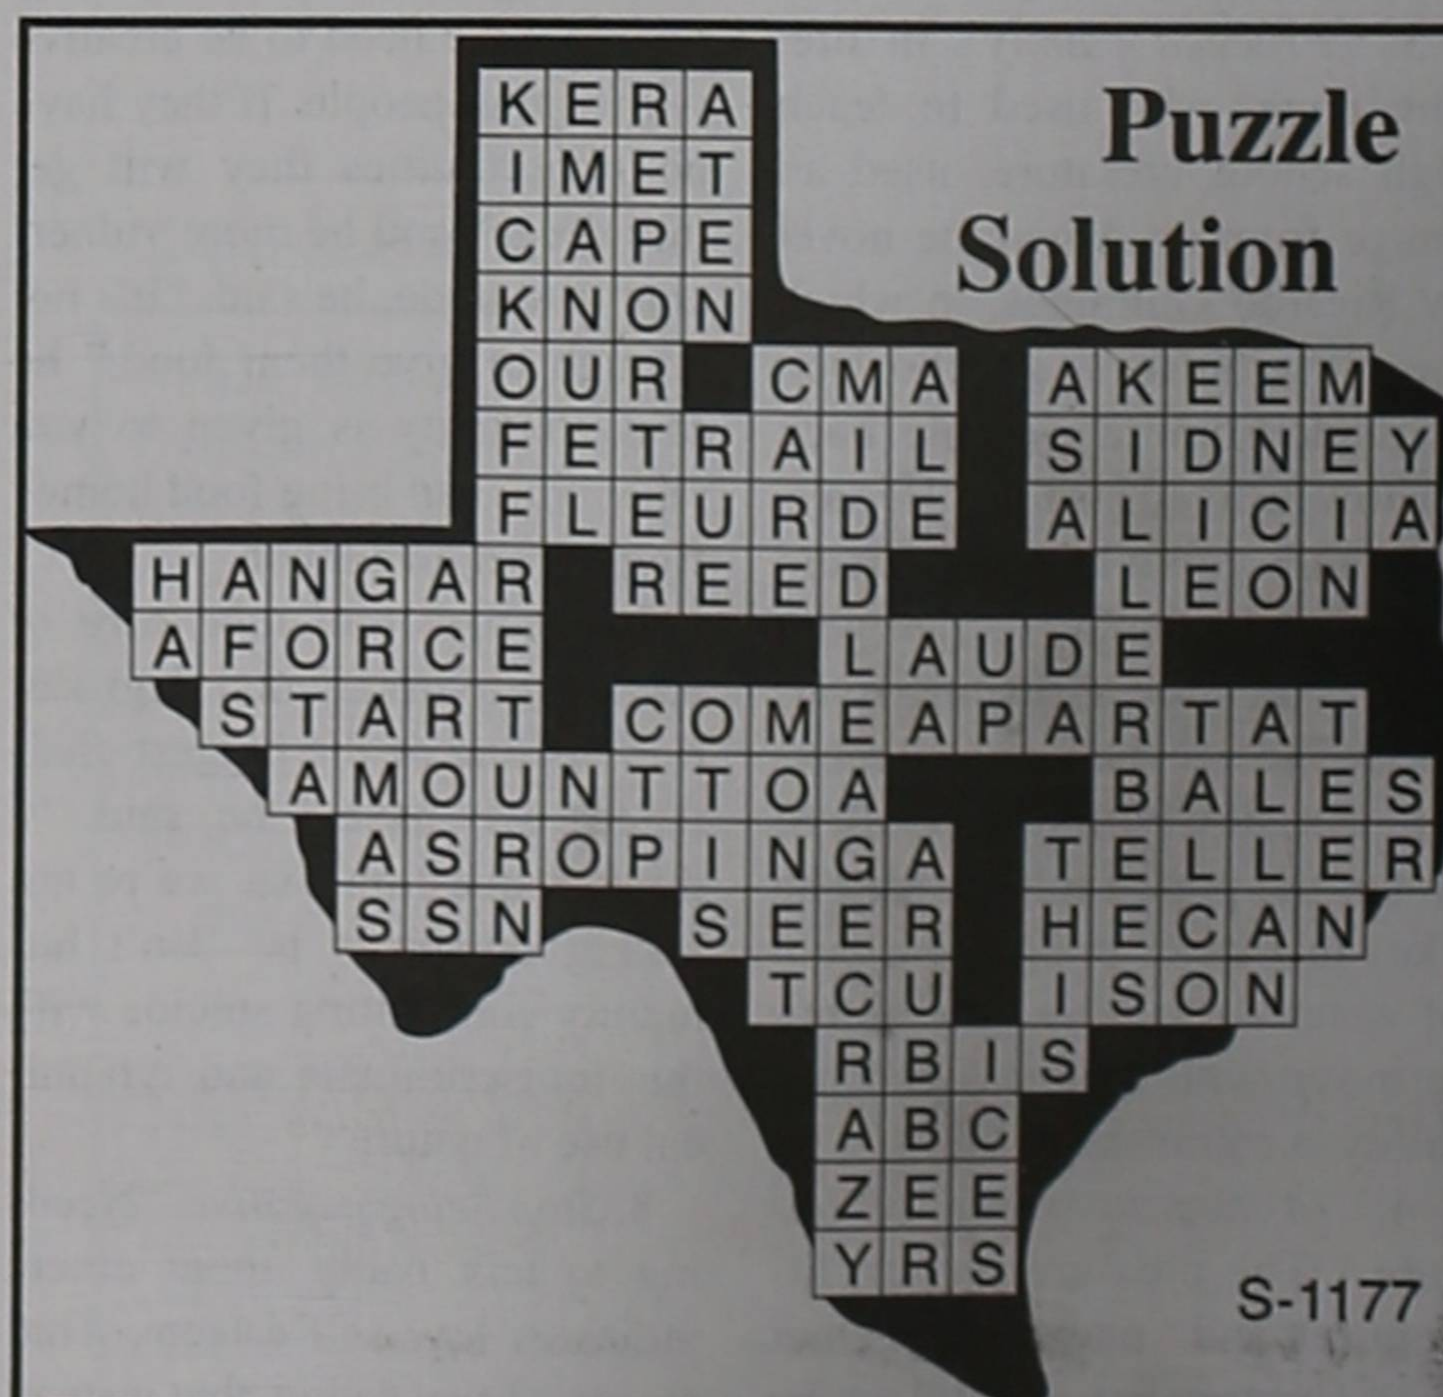 Puzzle
Solution
KERA
IMET
CAPE
KNON
OUR CMA AKEEM
FETRAIL SIDNEY
FLEURDE ALICIA
HANGAR REED LEON
AFORCE LAUDE
START COMEAPARTAT
AMOUNTTOA BALES
ASROPINGA TELLER
SSN SEER HECAN
TCU ISON
RBIS
ABC
ZEE
YRS
S-1177